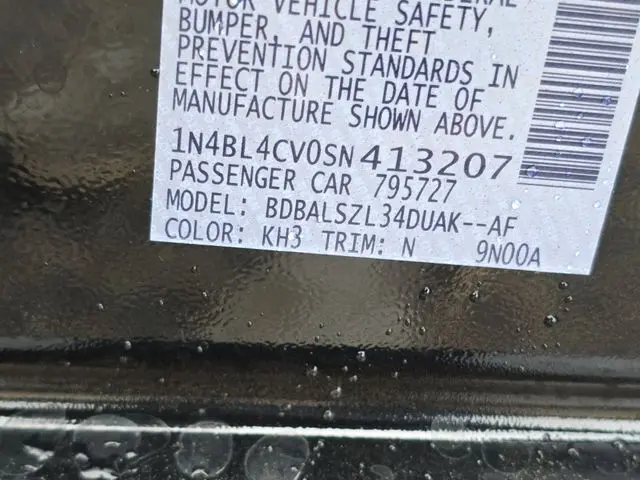 MOTOR VEHICLE SAFETY,
BUMPER, AND THEFT
PREVENTION STANDARDS IN
EFFECT ON THE DATE OF
MANUFACTURE SHOWN ABOVE.
1N4BL4CV0SN413207
PASSENGER CAR 795727
MODEL: BDBALSZL34DUAK--AF
COLOR: KH3 TRIM: N 9N00A